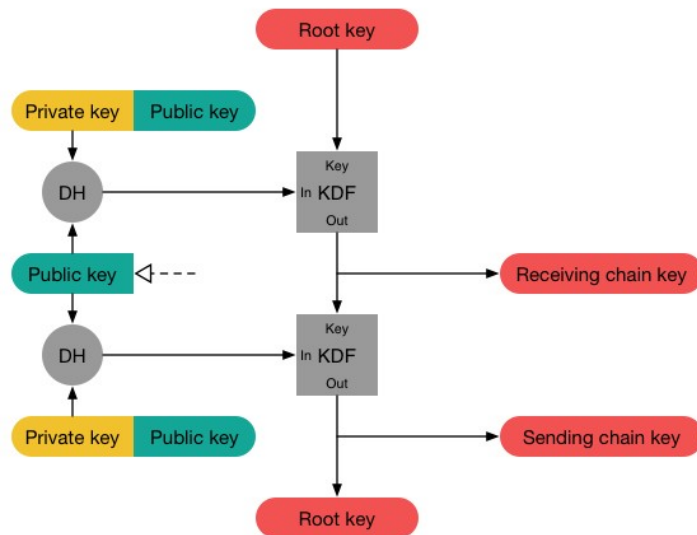 Root key
Private key Public key
Key
DH In KDF
Out
Public key Receiving chain key
Key
DH In KDF
Out
Private key Public key Sending chain key
Root key